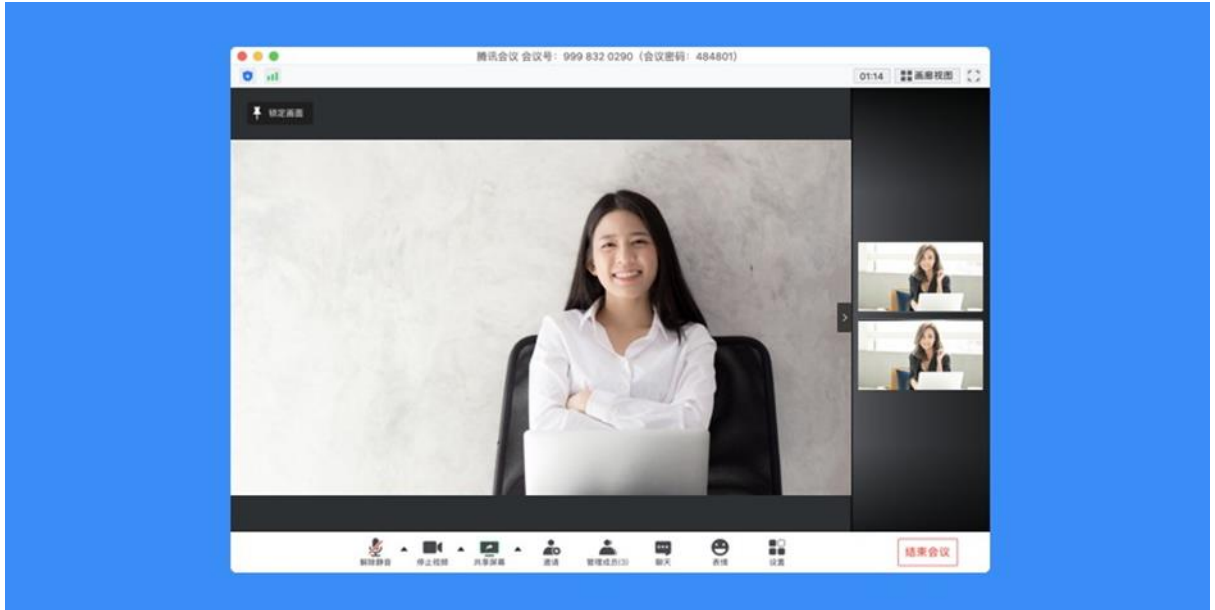 腾讯会议 会议号：999 832 0290（会议密码：484801）
01:14 画廊视图
锁定画面
解除静音 停止视频 共享屏幕 邀请 管理成员(3) 聊天 表情 设置 结束会议